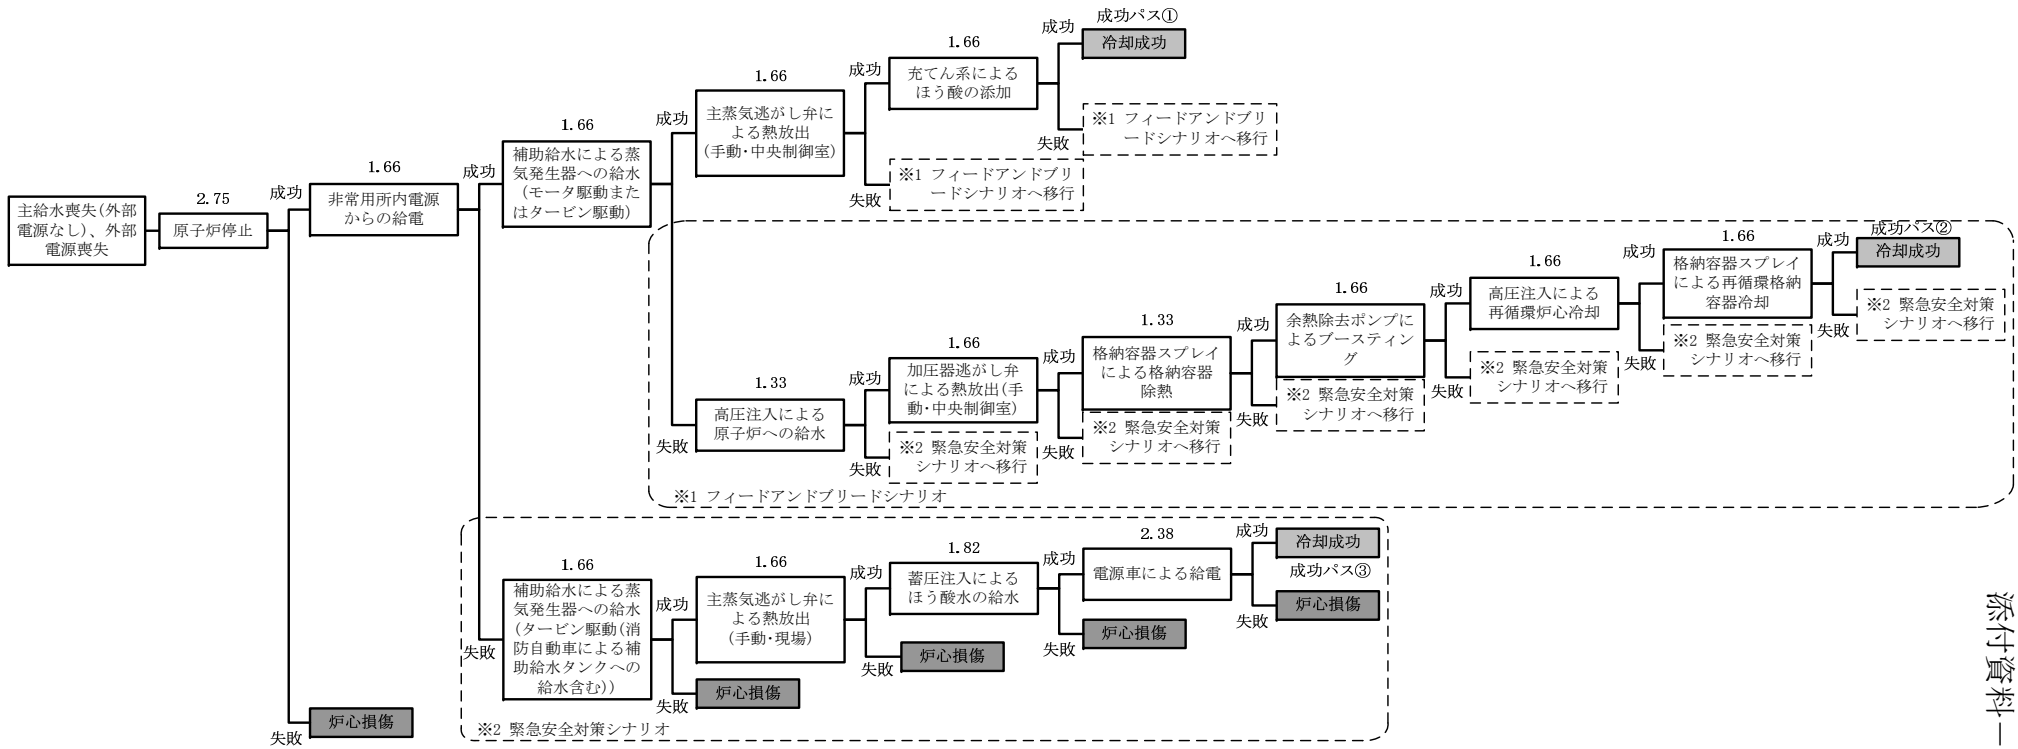 主給水喪失(外部
電源なし)、外部
電源喪失
2.75
原子炉停止
成功
失敗
炉心損傷
1.66
非常用所内電源
からの給電
成功
失敗
1.66
補助給水による蒸
気発生器への給水
(モータ駆動また
はタービン駆動)
成功
失敗
1.66
主蒸気逃がし弁に
よる熱放出
(手動・中央制御室)
成功
失敗
※1 フィードアンドブリ
ードシナリオへ移行
1.66
充てん系による
ほう酸の添加
成功
失敗
成功パス①
冷却成功
※1 フィードアンドブリ
ードシナリオへ移行
1.33
高圧注入による
原子炉への給水
成功
失敗
※2 緊急安全対策
シナリオへ移行
1.66
加圧器逃がし弁
による熱放出(手
動・中央制御室)
成功
失敗
※2 緊急安全対策
シナリオへ移行
1.33
格納容器スプレイ
による格納容器
除熱
成功
失敗
※2 緊急安全対策
シナリオへ移行
1.66
余熱除去ポンプに
よるブースティン
グ
成功
失敗
※2 緊急安全対策
シナリオへ移行
1.66
高圧注入による
再循環炉心冷却
成功
失敗
※2 緊急安全対策
シナリオへ移行
1.66
格納容器スプレイ
による再循環格納
容器冷却
成功
失敗
成功パス②
冷却成功
※2 緊急安全対策
シナリオへ移行
※1 フィードアンドブリードシナリオ
1.66
補助給水による蒸
気発生器への給水
(タービン駆動(消
防自動車による補
助給水タンクへの
給水含む))
成功
失敗
炉心損傷
1.66
主蒸気逃がし弁に
よる熱放出
(手動・現場)
成功
失敗
炉心損傷
1.82
蓄圧注入による
ほう酸水の給水
成功
失敗
炉心損傷
2.38
電源車による給電
成功
失敗
冷却成功
成功パス③
炉心損傷
※2 緊急安全対策シナリオ
添付資料―